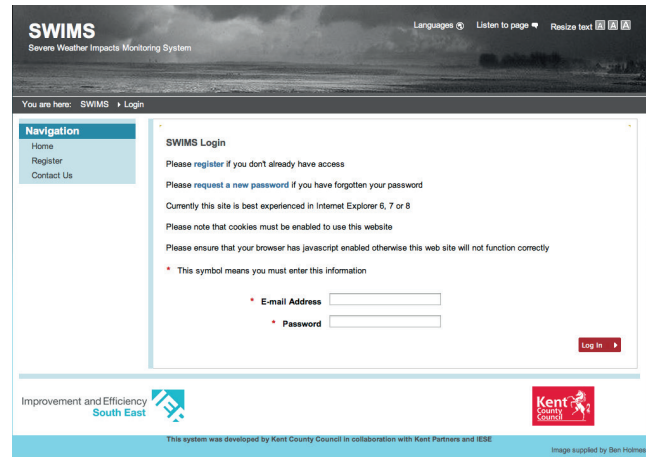 SWIMS
Severe Weather Impacts Monitoring System
Languages Listen to page Resize text A A A
You are here: SWIMS Login
Navigation
Home
Register
Contact Us
SWIMS Login
Please register if you don't already have access
Please request a new password if you have forgotten your password
Currently this site is best experienced in Internet Explorer 6, 7 or 8
Please note that cookies must be enabled to use this website
Please ensure that your browser has javascript enabled otherwise this web site will not function correctly
* This symbol means you must enter this information
* E-mail Address
* Password
Log In
Improvement and Efficiency
South East
Kent
County
Council
This system was developed by Kent County Council in collaboration with Kent Partners and IESE
Image supplied by Ben Holmes